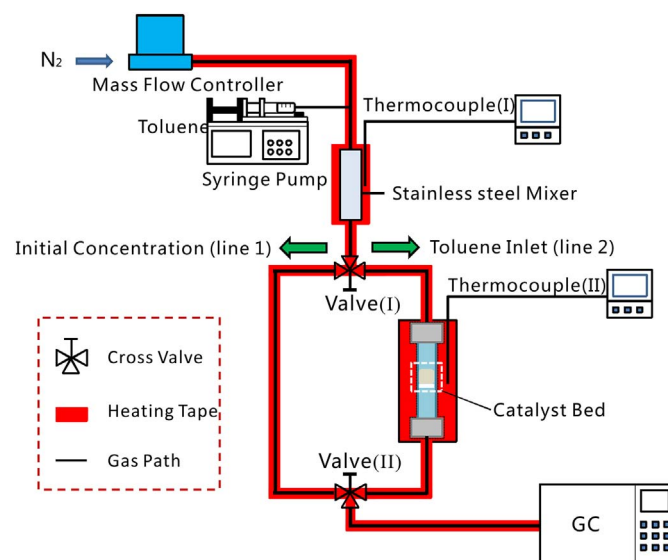 N2
Mass Flow Controller
Thermocouple(I)
Toluene
Syringe Pump
Stainless steel Mixer
Initial Concentration (line 1)
Toluene Inlet (line 2)
Valve(I)
Thermocouple(II)
Cross Valve
Heating Tape
Catalyst Bed
Gas Path
Valve(II)
GC